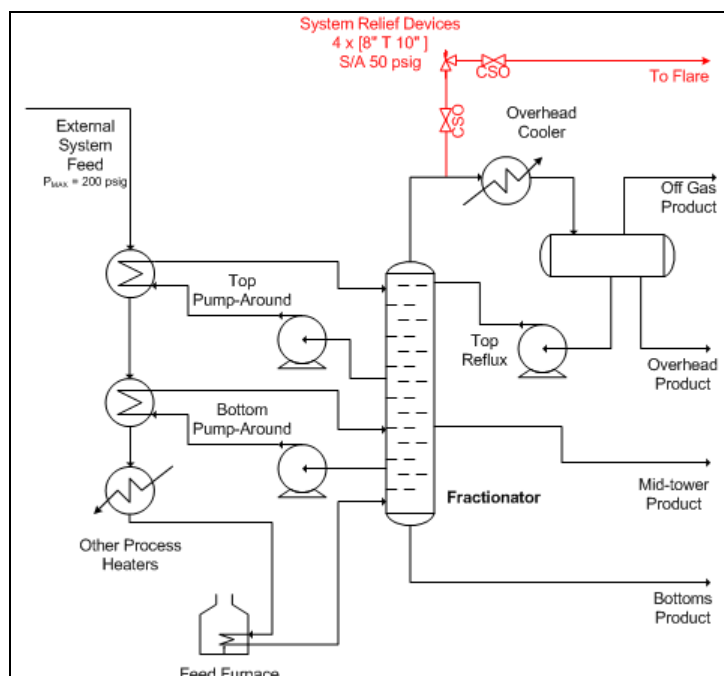 System Relief Devices
4 x [8" T 10" ]
S/A 50 psig
CSO
To Flare
CSO
External
System
Feed
PMAX = 200 psig
Overhead
Cooler
Off Gas
Product
Top
Pump-Around
Top
Reflux
Overhead
Product
Bottom
Pump-Around
Fractionator
Mid-tower
Product
Other Process
Heaters
Bottoms
Product
Feed Furnace